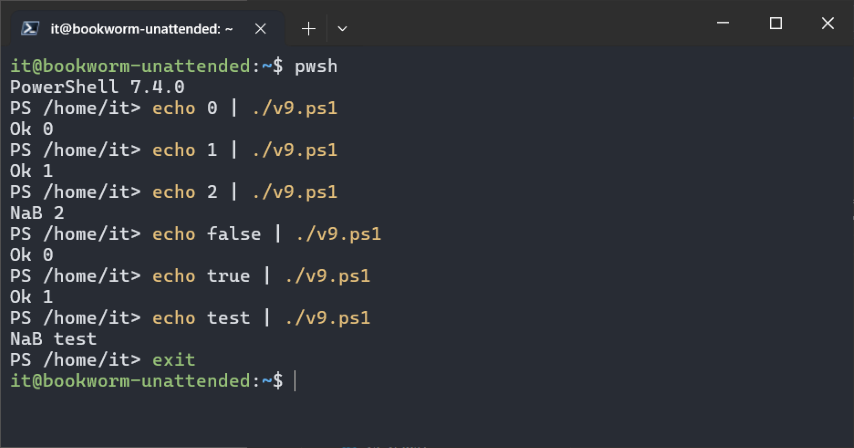 it@bookworm-unattended: ~
it@bookworm-unattended:~$ pwsh
PowerShell 7.4.0
PS /home/it> echo 0 | ./v9.ps1
Ok 0
PS /home/it> echo 1 | ./v9.ps1
Ok 1
PS /home/it> echo 2 | ./v9.ps1
NaB 2
PS /home/it> echo false | ./v9.ps1
Ok 0
PS /home/it> echo true | ./v9.ps1
Ok 1
PS /home/it> echo test | ./v9.ps1
NaB test
PS /home/it> exit
it@bookworm-unattended:~$